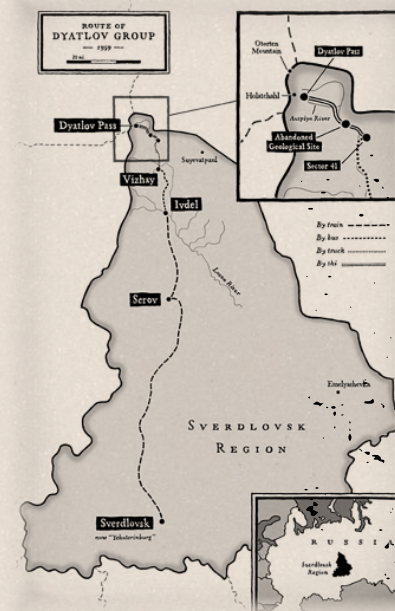 ROUTE OF
DYATLOV GROUP
1959
Otorten
Mountain
Dyatlov Pass
Holatchahl
Auspiya River
Abandoned
Geological Site
Sector 41
Dyatlov Pass
Suyevatpaul
Vizhay
Ivdel
By train
By bus
By truck
By ski
Lozva River
Serov
SVERDLOVSK
REGION
Sverdlovsk
now "Yekaterinburg"
RUSSIA
Sverdlovsk
Region